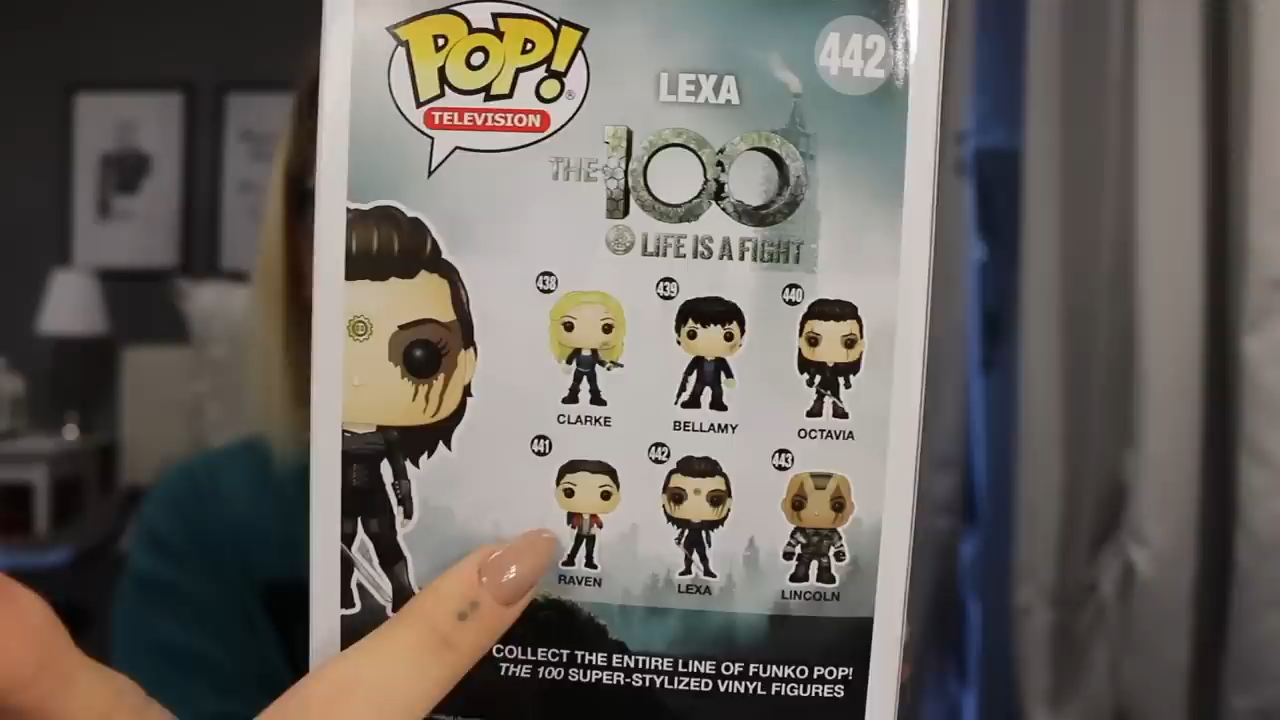 POP!
TELEVISION
442
LEXA
THE 100
LIFE IS A FIGHT
438
439
440
CLARKE
BELLAMY
OCTAVIA
441
442
443
RAVEN
LEXA
LINCOLN
COLLECT THE ENTIRE LINE OF FUNKO POP!
THE 100 SUPER-STYLIZED VINYL FIGURES